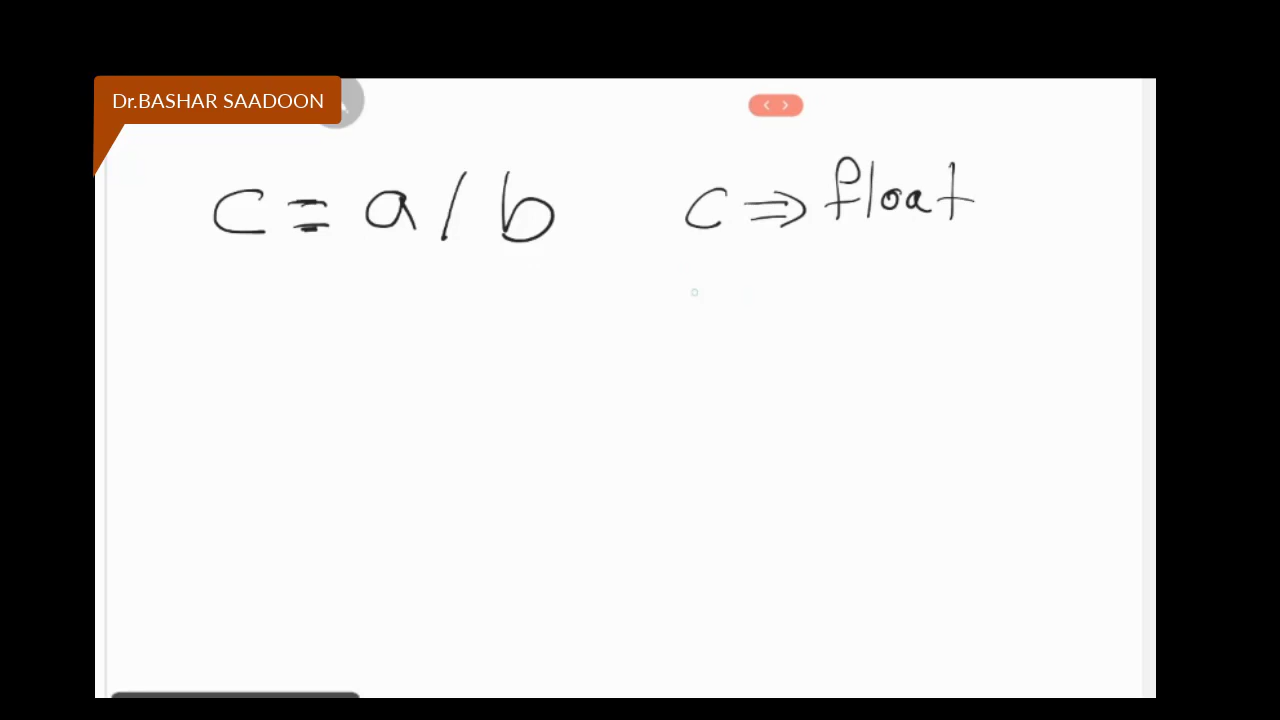 Dr.BASHAR SAADOON
c = a / b
c ⇒ float